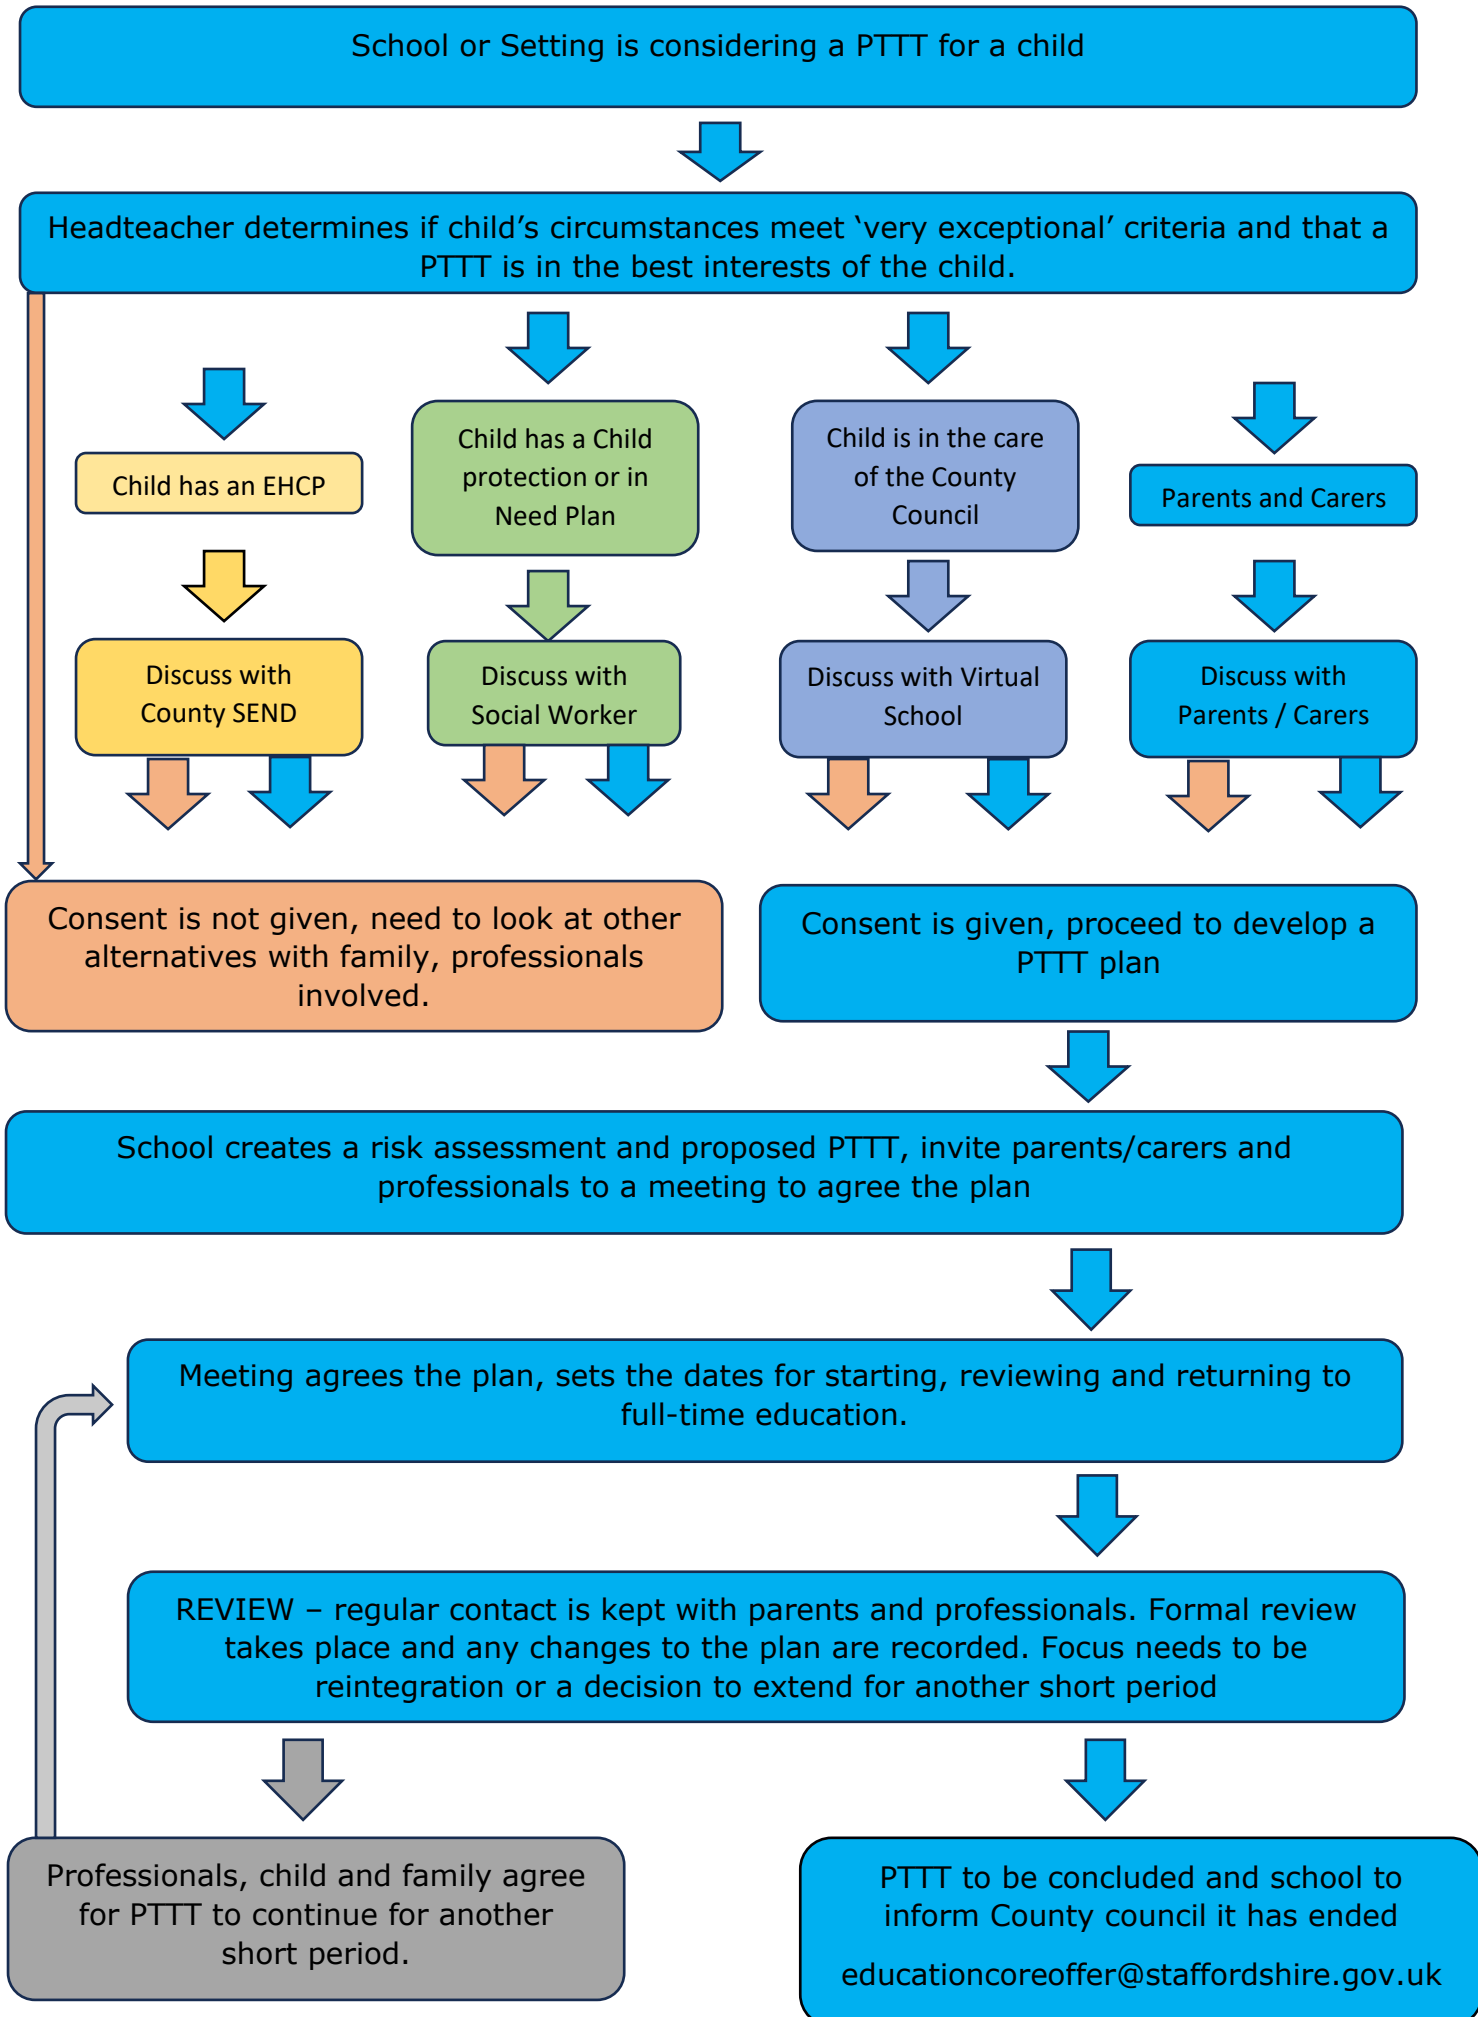 School or Setting is considering a PTTT for a child
Headteacher determines if child’s circumstances meet ‘very exceptional’ criteria and that a
PTTT is in the best interests of the child.
Child has an EHCP
Child has a Child
protection or in
Need Plan
Child is in the care
of the County
Council
Parents and Carers
Discuss with
County SEND
Discuss with
Social Worker
Discuss with Virtual
School
Discuss with
Parents / Carers
Consent is not given, need to look at other
alternatives with family, professionals
involved.
Consent is given, proceed to develop a
PTTT plan
School creates a risk assessment and proposed PTTT, invite parents/carers and
professionals to a meeting to agree the plan
Meeting agrees the plan, sets the dates for starting, reviewing and returning to
full-time education.
REVIEW – regular contact is kept with parents and professionals. Formal review
takes place and any changes to the plan are recorded. Focus needs to be
reintegration or a decision to extend for another short period
Professionals, child and family agree
for PTTT to continue for another
short period.
PTTT to be concluded and school to
inform County council it has ended
educationcoreoffer@staffordshire.gov.uk